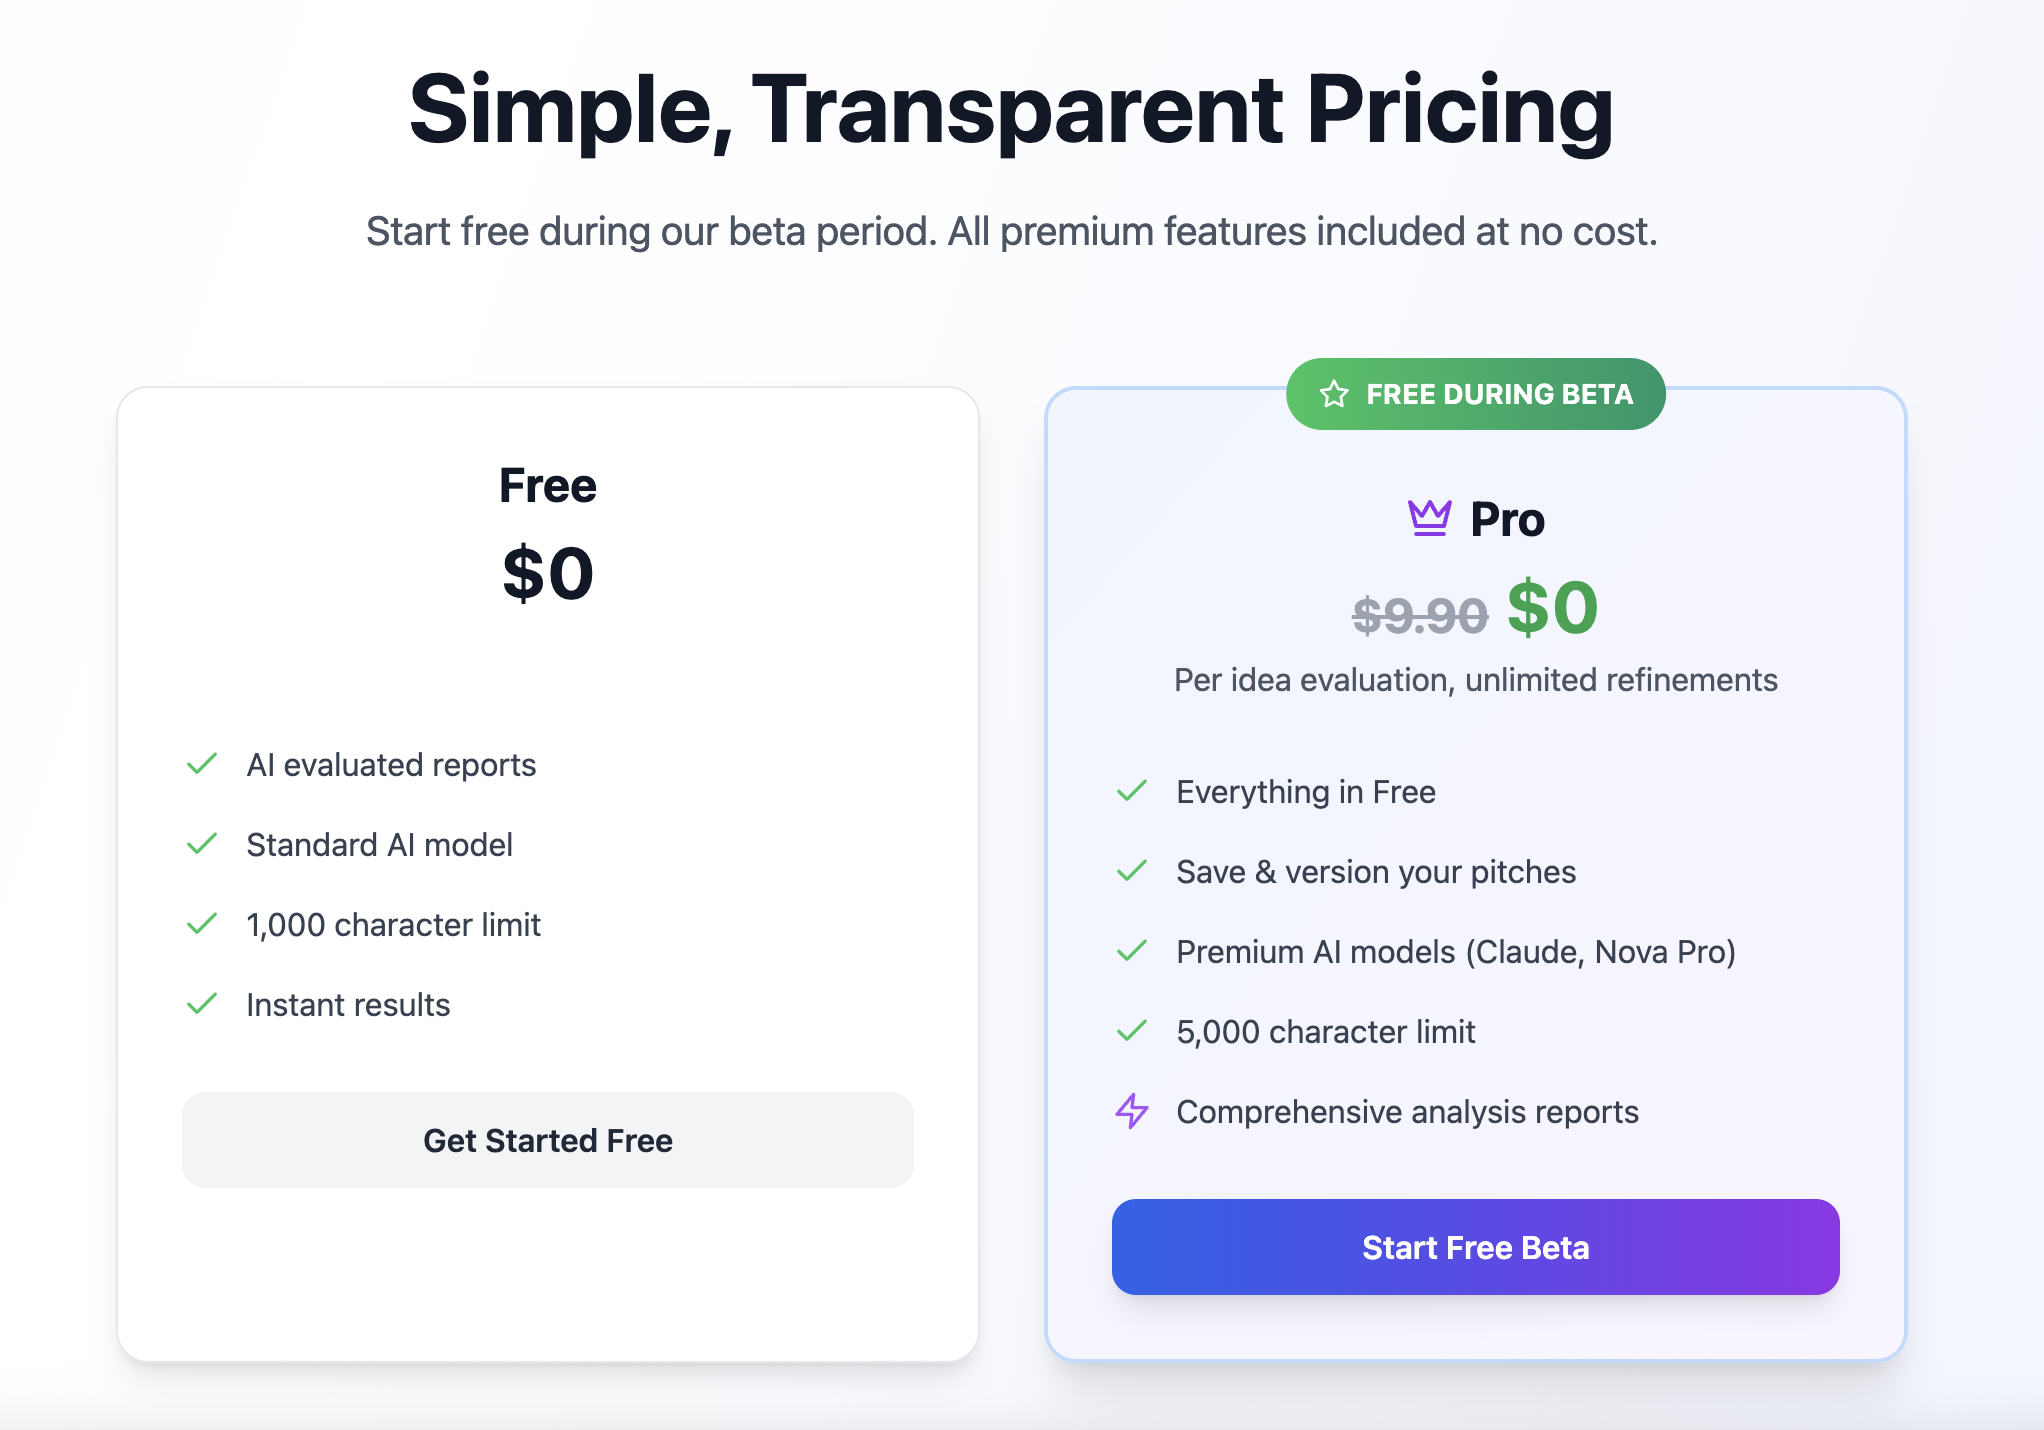 Simple, Transparent Pricing
Start free during our beta period. All premium features included at no cost.
Free
$0
AI evaluated reports
Standard AI model
1,000 character limit
Instant results
Get Started Free
FREE DURING BETA
Pro
$9.90 $0
Per idea evaluation, unlimited refinements
Everything in Free
Save & version your pitches
Premium AI models (Claude, Nova Pro)
5,000 character limit
Comprehensive analysis reports
Start Free Beta